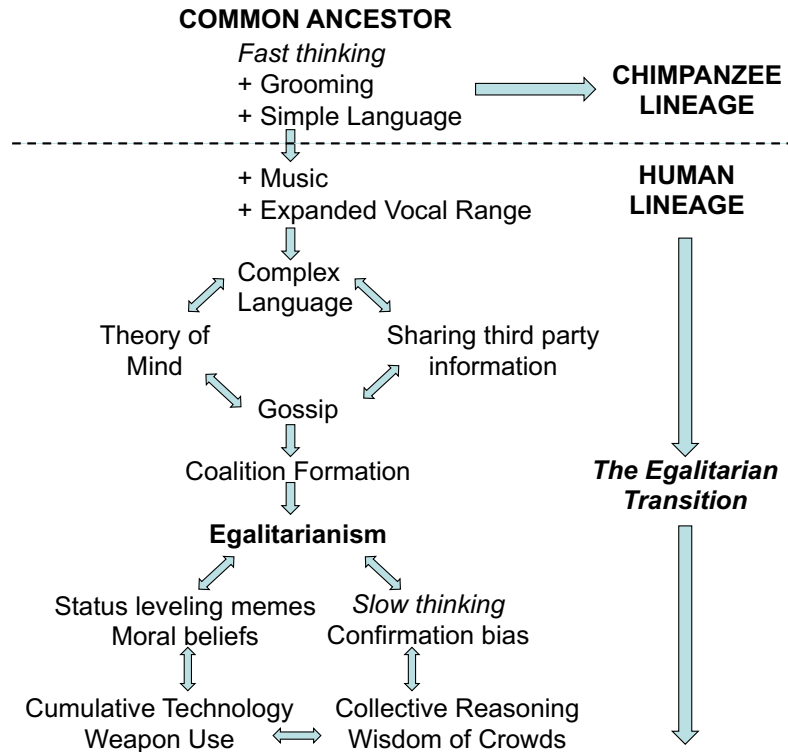 COMMON ANCESTOR
Fast thinking
+ Grooming
+ Simple Language
CHIMPANZEE
LINEAGE
+ Music
+ Expanded Vocal Range
HUMAN
LINEAGE
Complex
Language
Theory of
Mind
Sharing third party
information
Gossip
Coalition Formation
The Egalitarian
Transition
Egalitarianism
Status leveling memes
Moral beliefs
Slow thinking
Confirmation bias
Cumulative Technology
Weapon Use
Collective Reasoning
Wisdom of Crowds